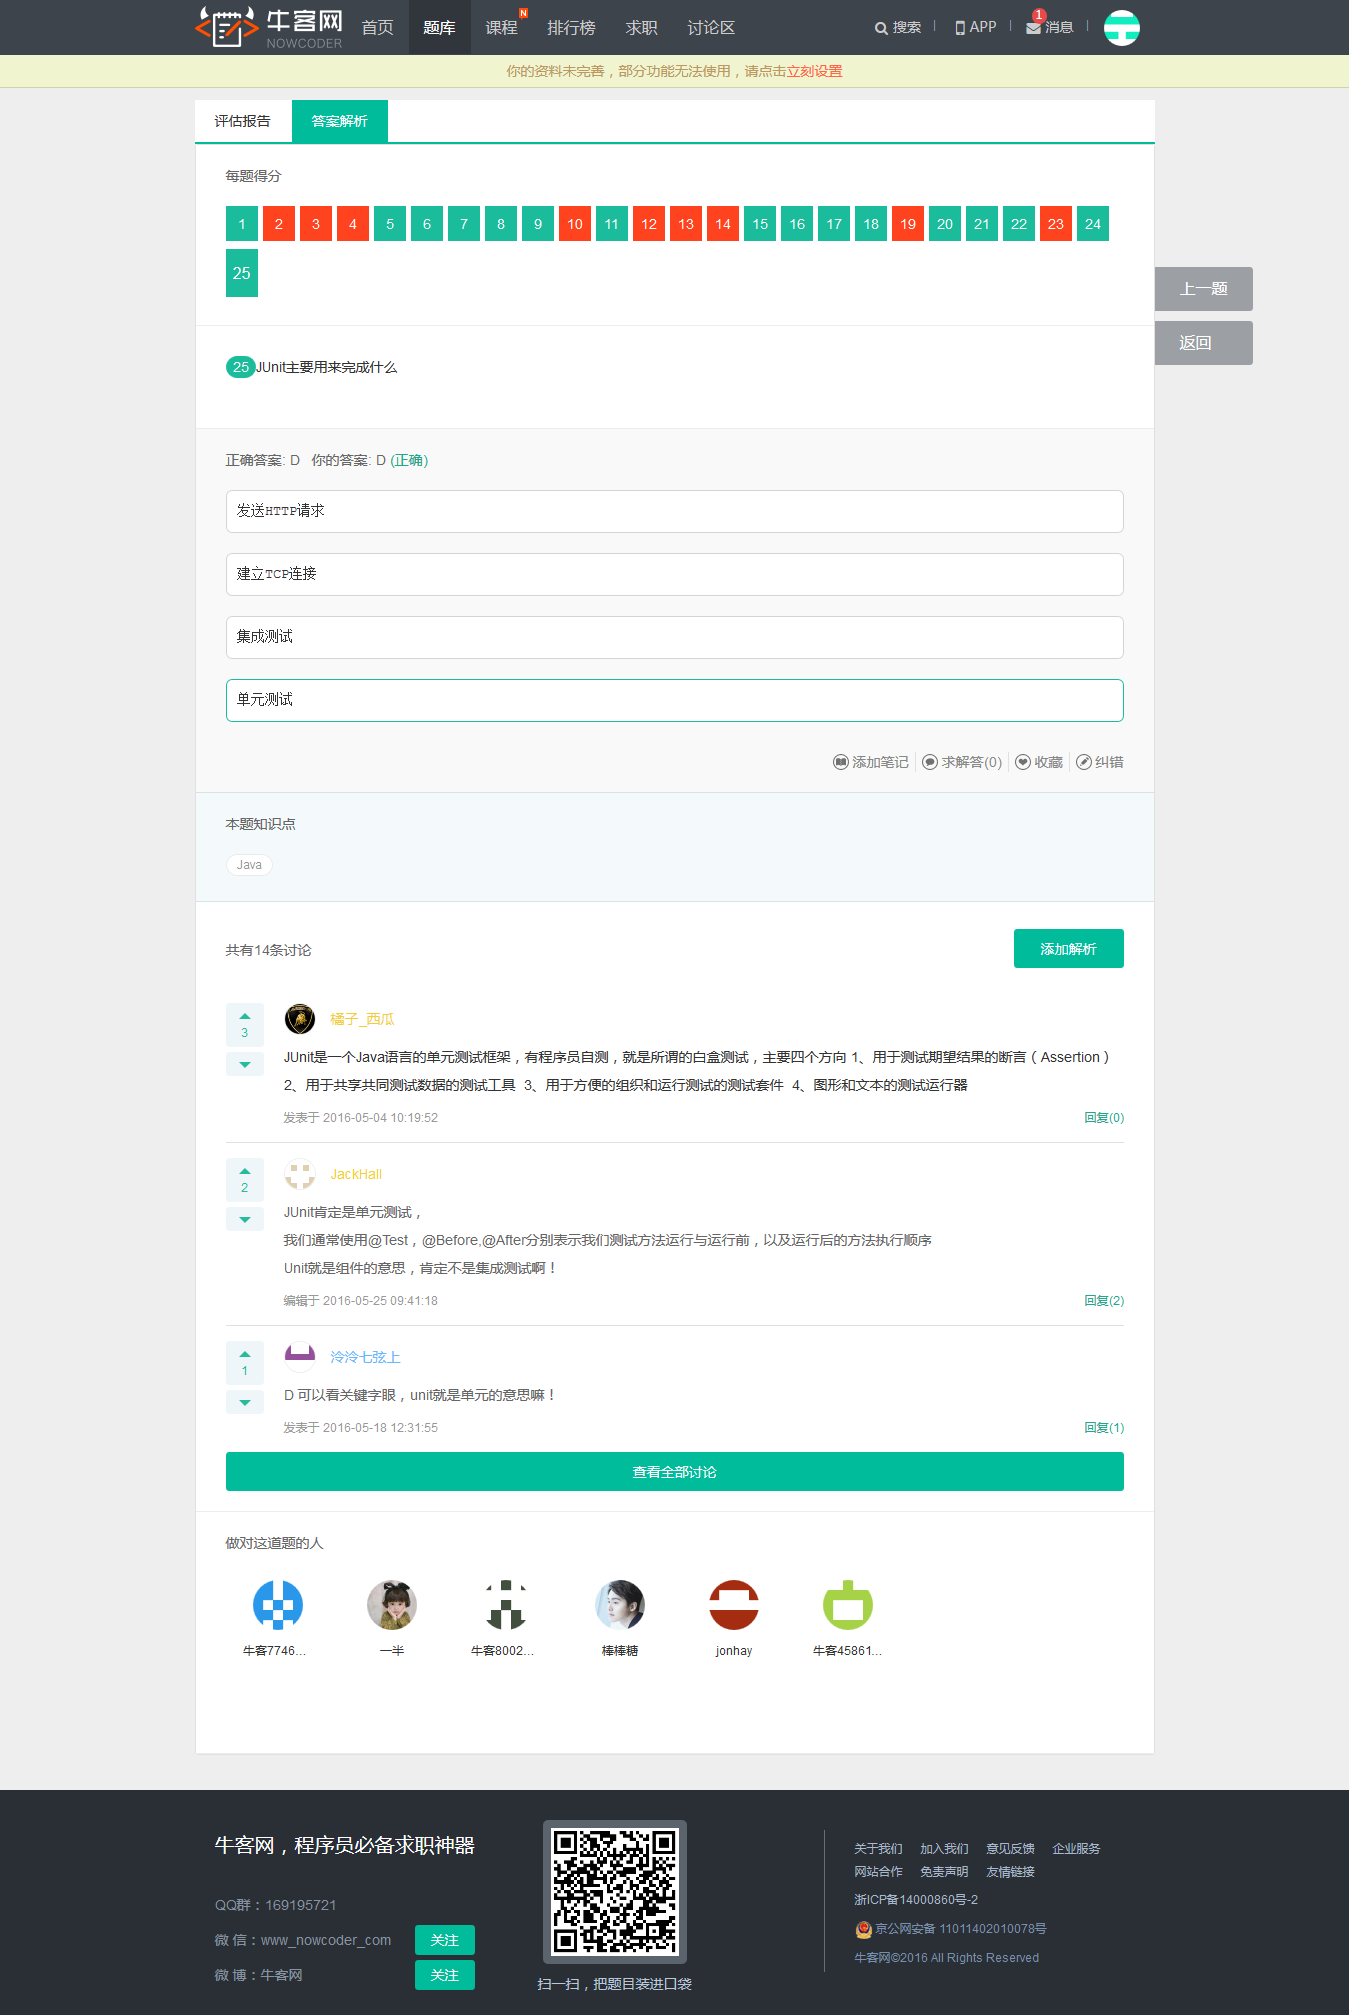 牛客网
NOWCODER
首页 题库 课程 N 排行榜 求职 讨论区 搜索 APP 1 消息
你的资料未完善，部分功能无法使用，请点击立刻设置
评估报告 答案解析
每题得分
1 2 3 4 5 6 7 8 9 10 11 12 13 14 15 16 17 18 19 20 21 22 23 24
25
上一题
返回
25 JUnit主要用来完成什么
正确答案: D 你的答案: D (正确)
发送HTTP请求
建立TCP连接
集成测试
单元测试
添加笔记 求解答(0) 收藏 纠错
本题知识点
Java
共有14条讨论 添加解析
3
橘子_西瓜
JUnit是一个Java语言的单元测试框架，有程序员自测，就是所谓的白盒测试，主要四个方向 1、用于测试期望结果的断言（Assertion）
2、用于共享共同测试数据的测试工具 3、用于方便的组织和运行测试的测试套件 4、图形和文本的测试运行器
发表于 2016-05-04 10:19:52 回复(0)
2
JackHall
JUnit肯定是单元测试，
我们通常使用@Test，@Before,@After分别表示我们测试方法运行与运行前，以及运行后的方法执行顺序
Unit就是组件的意思，肯定不是集成测试啊！
编辑于 2016-05-25 09:41:18 回复(2)
1
泠泠七弦上
D 可以看关键字眼，unit就是单元的意思嘛！
发表于 2016-05-18 12:31:55 回复(1)
查看全部讨论
做对这道题的人
牛客7746... 一半 牛客8002... 棒棒糖 jonhay 牛客45861...
牛客网，程序员必备求职神器
QQ群：169195721
微 信：www_nowcoder_com 关注
微 博：牛客网 关注
扫一扫，把题目装进口袋
关于我们 加入我们 意见反馈 企业服务
网站合作 免责声明 友情链接
浙ICP备14000860号-2
京公网安备 11011402010078号
牛客网©2016 All Rights Reserved